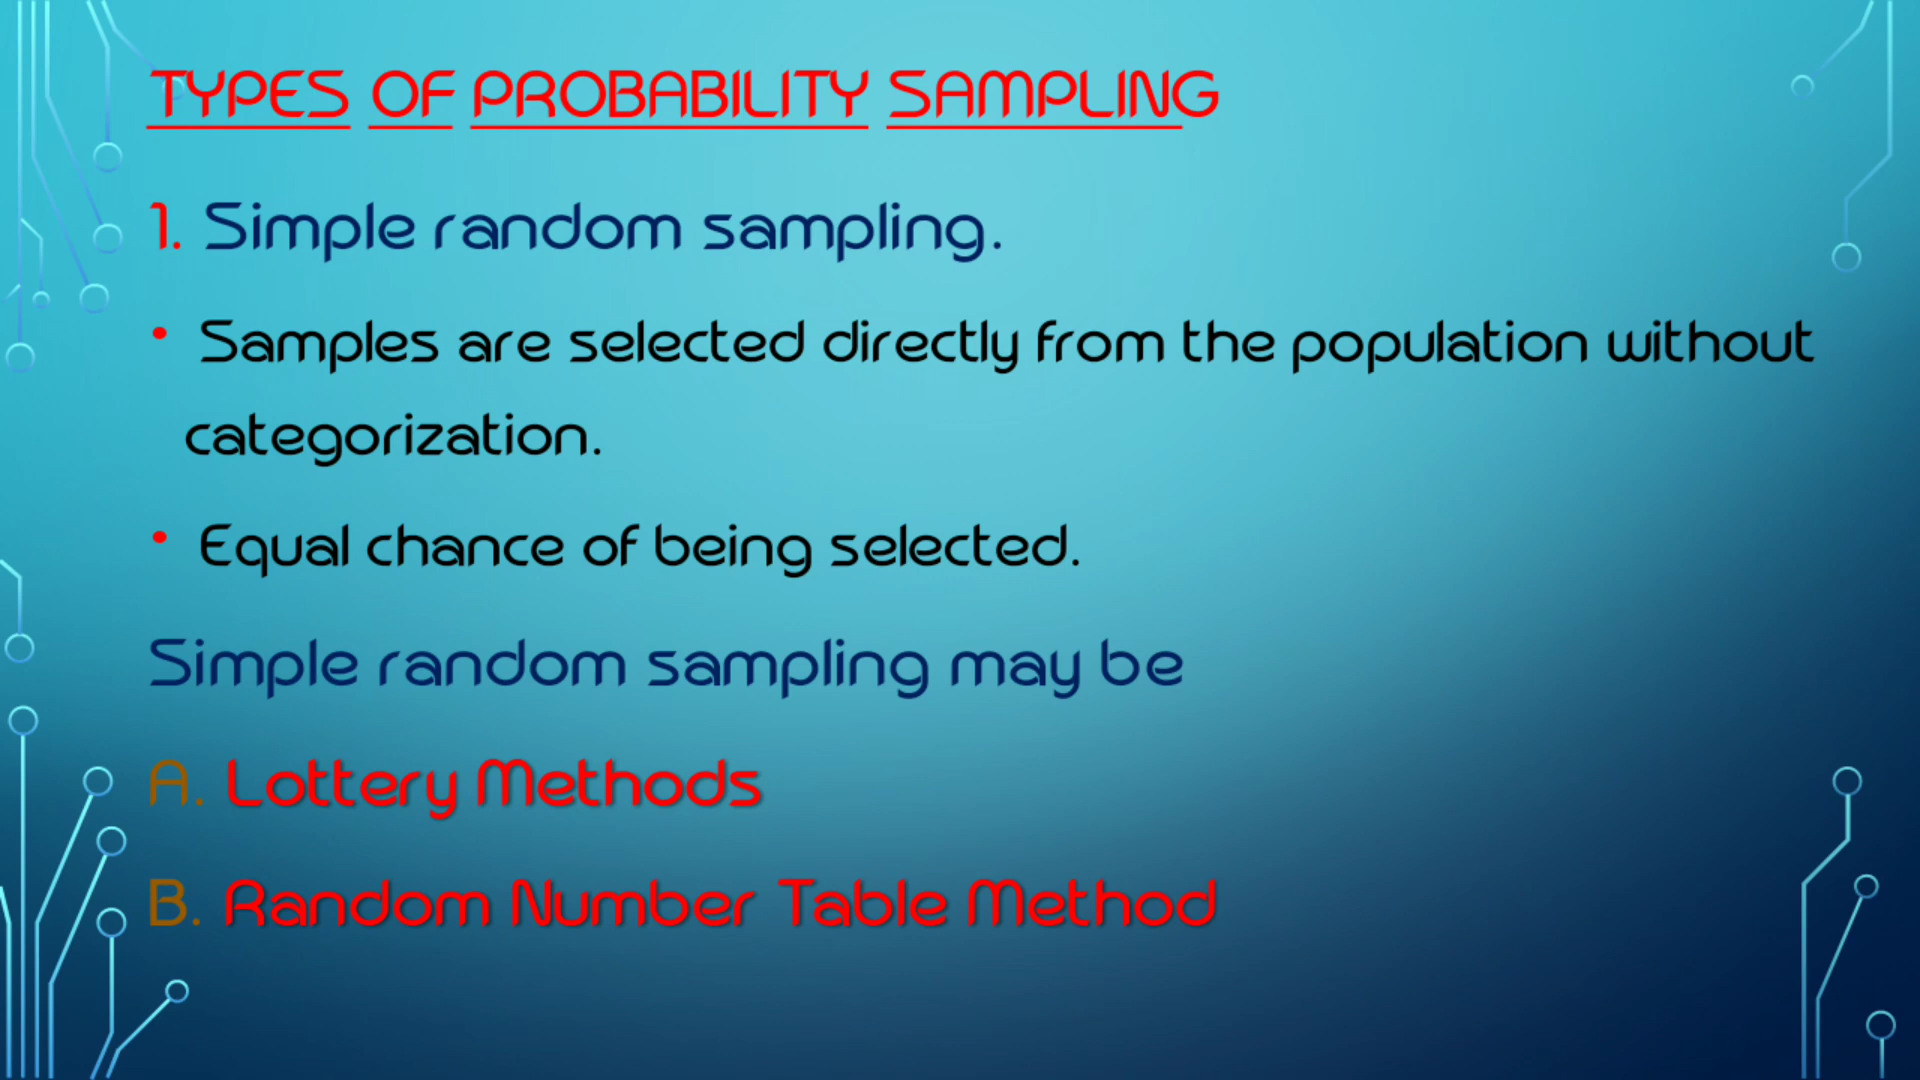 TYPES OF PROBABILITY SAMPLING
1. Simple random sampling.
• Samples are selected directly from the population without
categorization.
• Equal chance of being selected.
Simple random sampling may be
A. Lottery Methods
B. Random Number Table Method